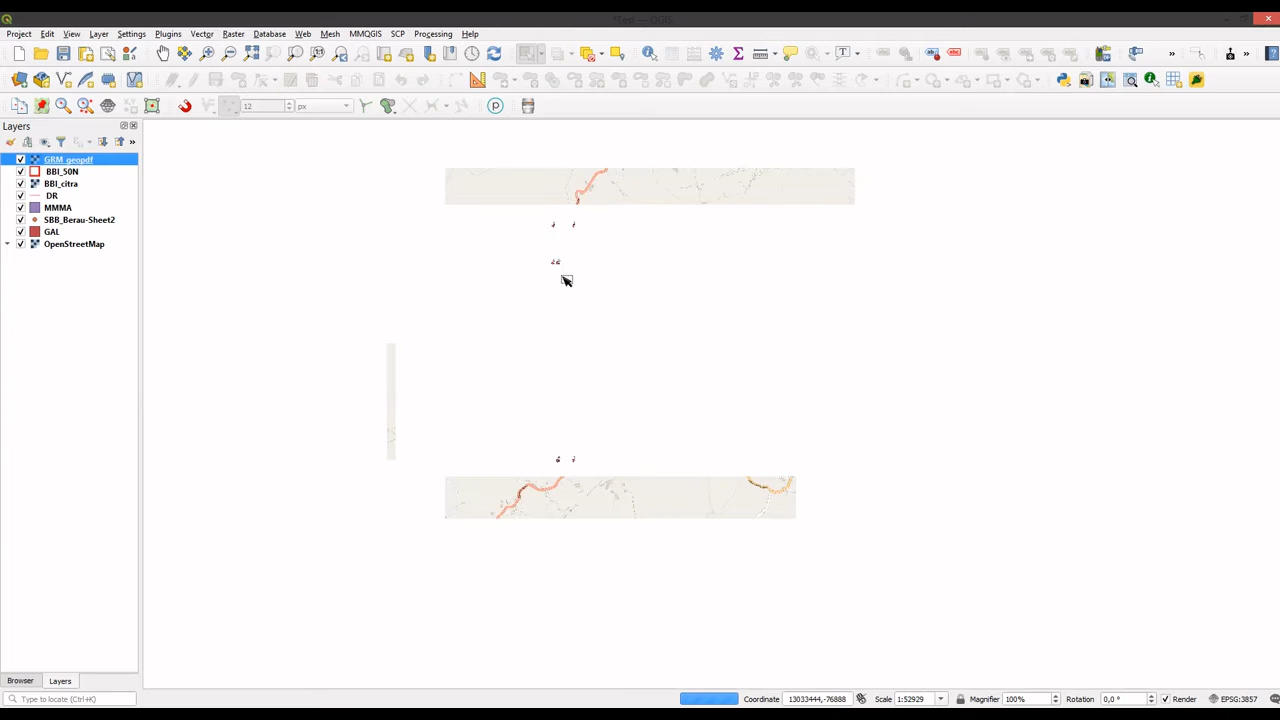 *Test — QGIS
Project Edit View Layer Settings Plugins Vector Raster Database Web Mesh MMQGIS SCP Processing Help
12 px
Layers
GRM_geopdf
BBI_50N
BBI_citra
DR
MMMA
SBB_Berau-Sheet2
GAL
OpenStreetMap
Browser Layers
Type to locate (Ctrl+K) Coordinate 13033444,-76888 Scale 1:52929 Magnifier 100% Rotation 0,0 ° Render EPSG:3857